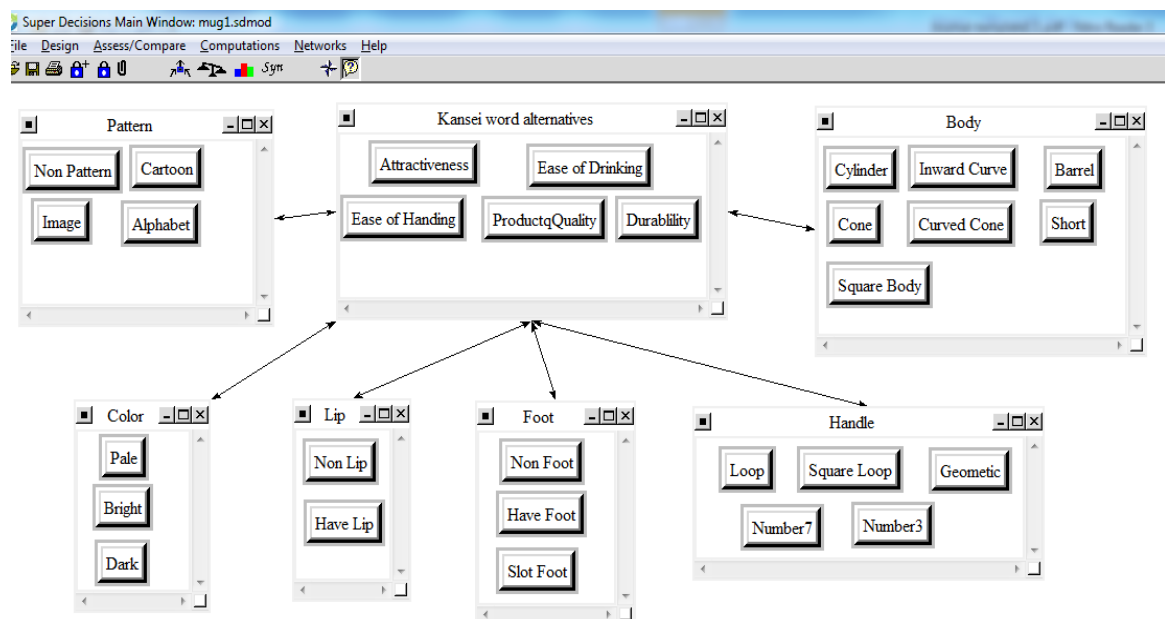 Super Decisions Main Window: mug1.sdmod
File Design Assess/Compare Computations Networks Help
Syn
Pattern
Non Pattern Cartoon
Image Alphabet
Kansei word alternatives
Attractiveness Ease of Drinking
Ease of Handing ProductqQuality Durablility
Body
Cylinder Inward Curve Barrel
Cone Curved Cone Short
Square Body
Color
Pale
Bright
Dark
Lip
Non Lip
Have Lip
Foot
Non Foot
Have Foot
Slot Foot
Handle
Loop Square Loop Geometic
Number7 Number3